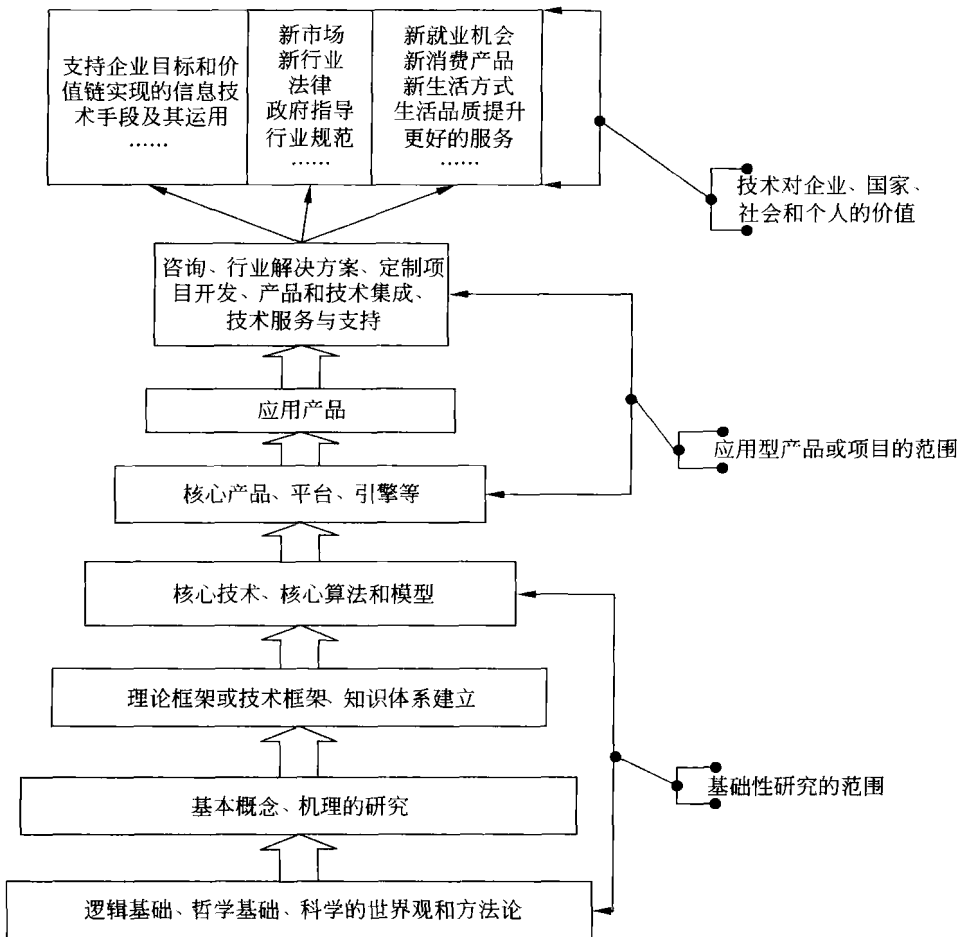 支持企业目标和价
值链实现的信息技
术手段及其运用
……
新市场
新行业
法律
政府指导
行业规范
……
新就业机会
新消费产品
新生活方式
生活品质提升
更好的服务
……
技术对企业、国家、
社会和个人的价值
咨询、行业解决方案、定制项
目开发、产品和技术集成、
技术服务与支持
应用产品
应用型产品或项目的范围
核心产品、平台、引擎等
核心技术、核心算法和模型
理论框架或技术框架、知识体系建立
基础性研究的范围
基本概念、机理的研究
逻辑基础、哲学基础、科学的世界观和方法论